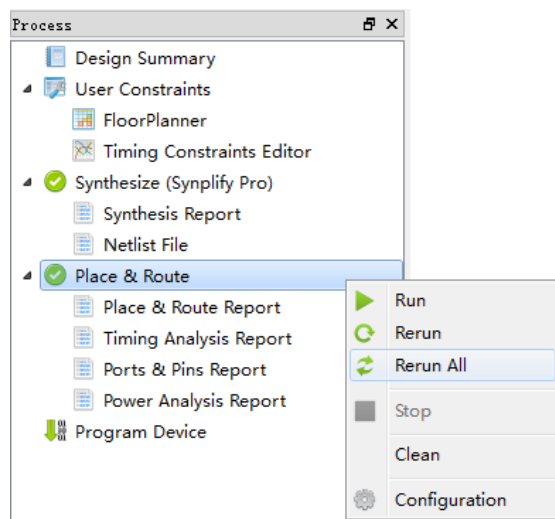 Process
Design Summary
User Constraints
FloorPlanner
Timing Constraints Editor
Synthesize (Synplify Pro)
Synthesis Report
Netlist File
Place & Route
Place & Route Report
Timing Analysis Report
Ports & Pins Report
Power Analysis Report
Program Device
Run
Rerun
Rerun All
Stop
Clean
Configuration